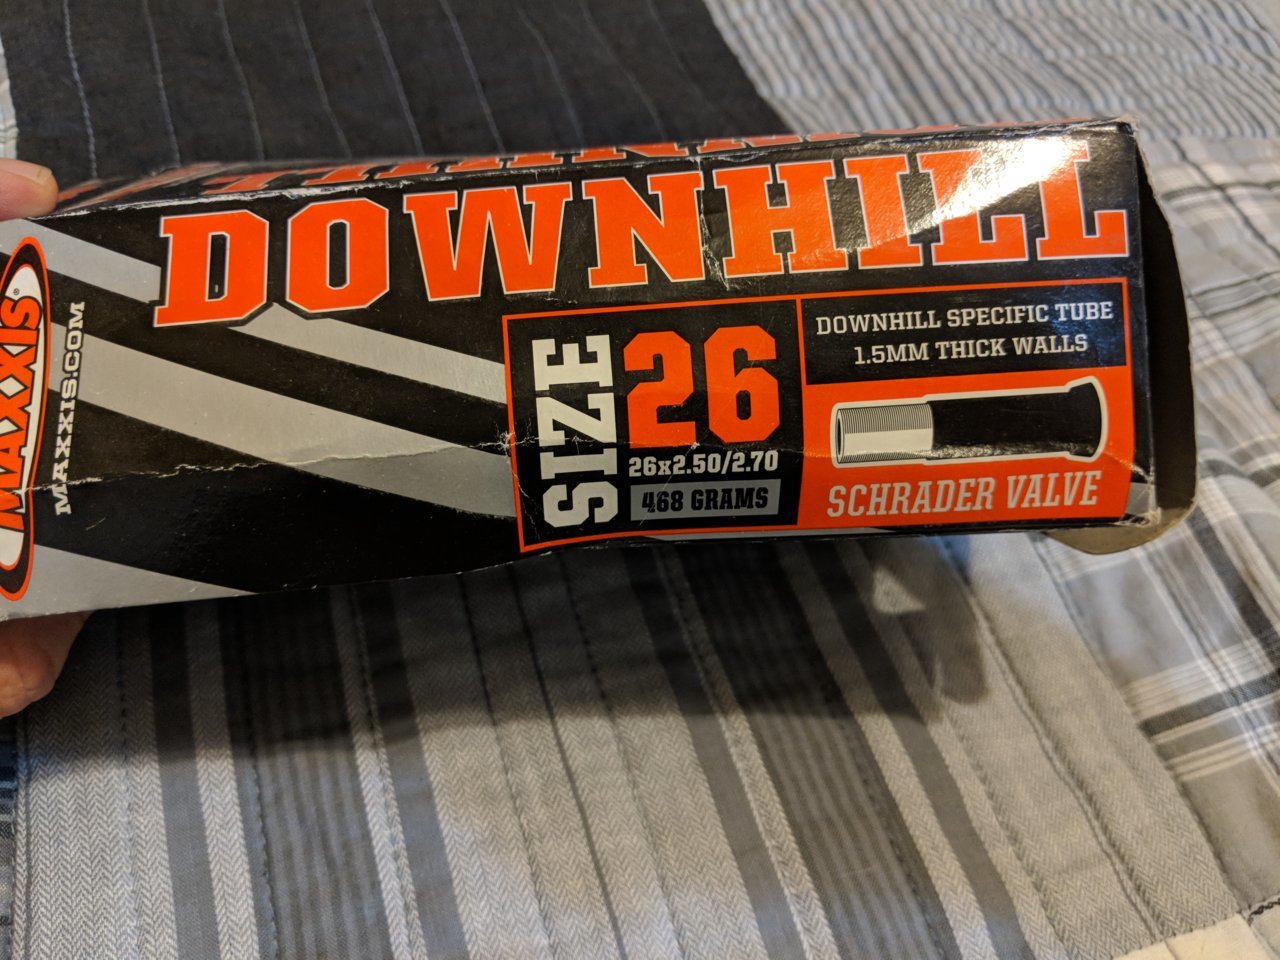 DOWNHILL
MAXXIS®
MAXXIS.COM
SIZE
26
26x2.50/2.70
468 GRAMS
DOWNHILL SPECIFIC TUBE
1.5MM THICK WALLS
SCHRADER VALVE